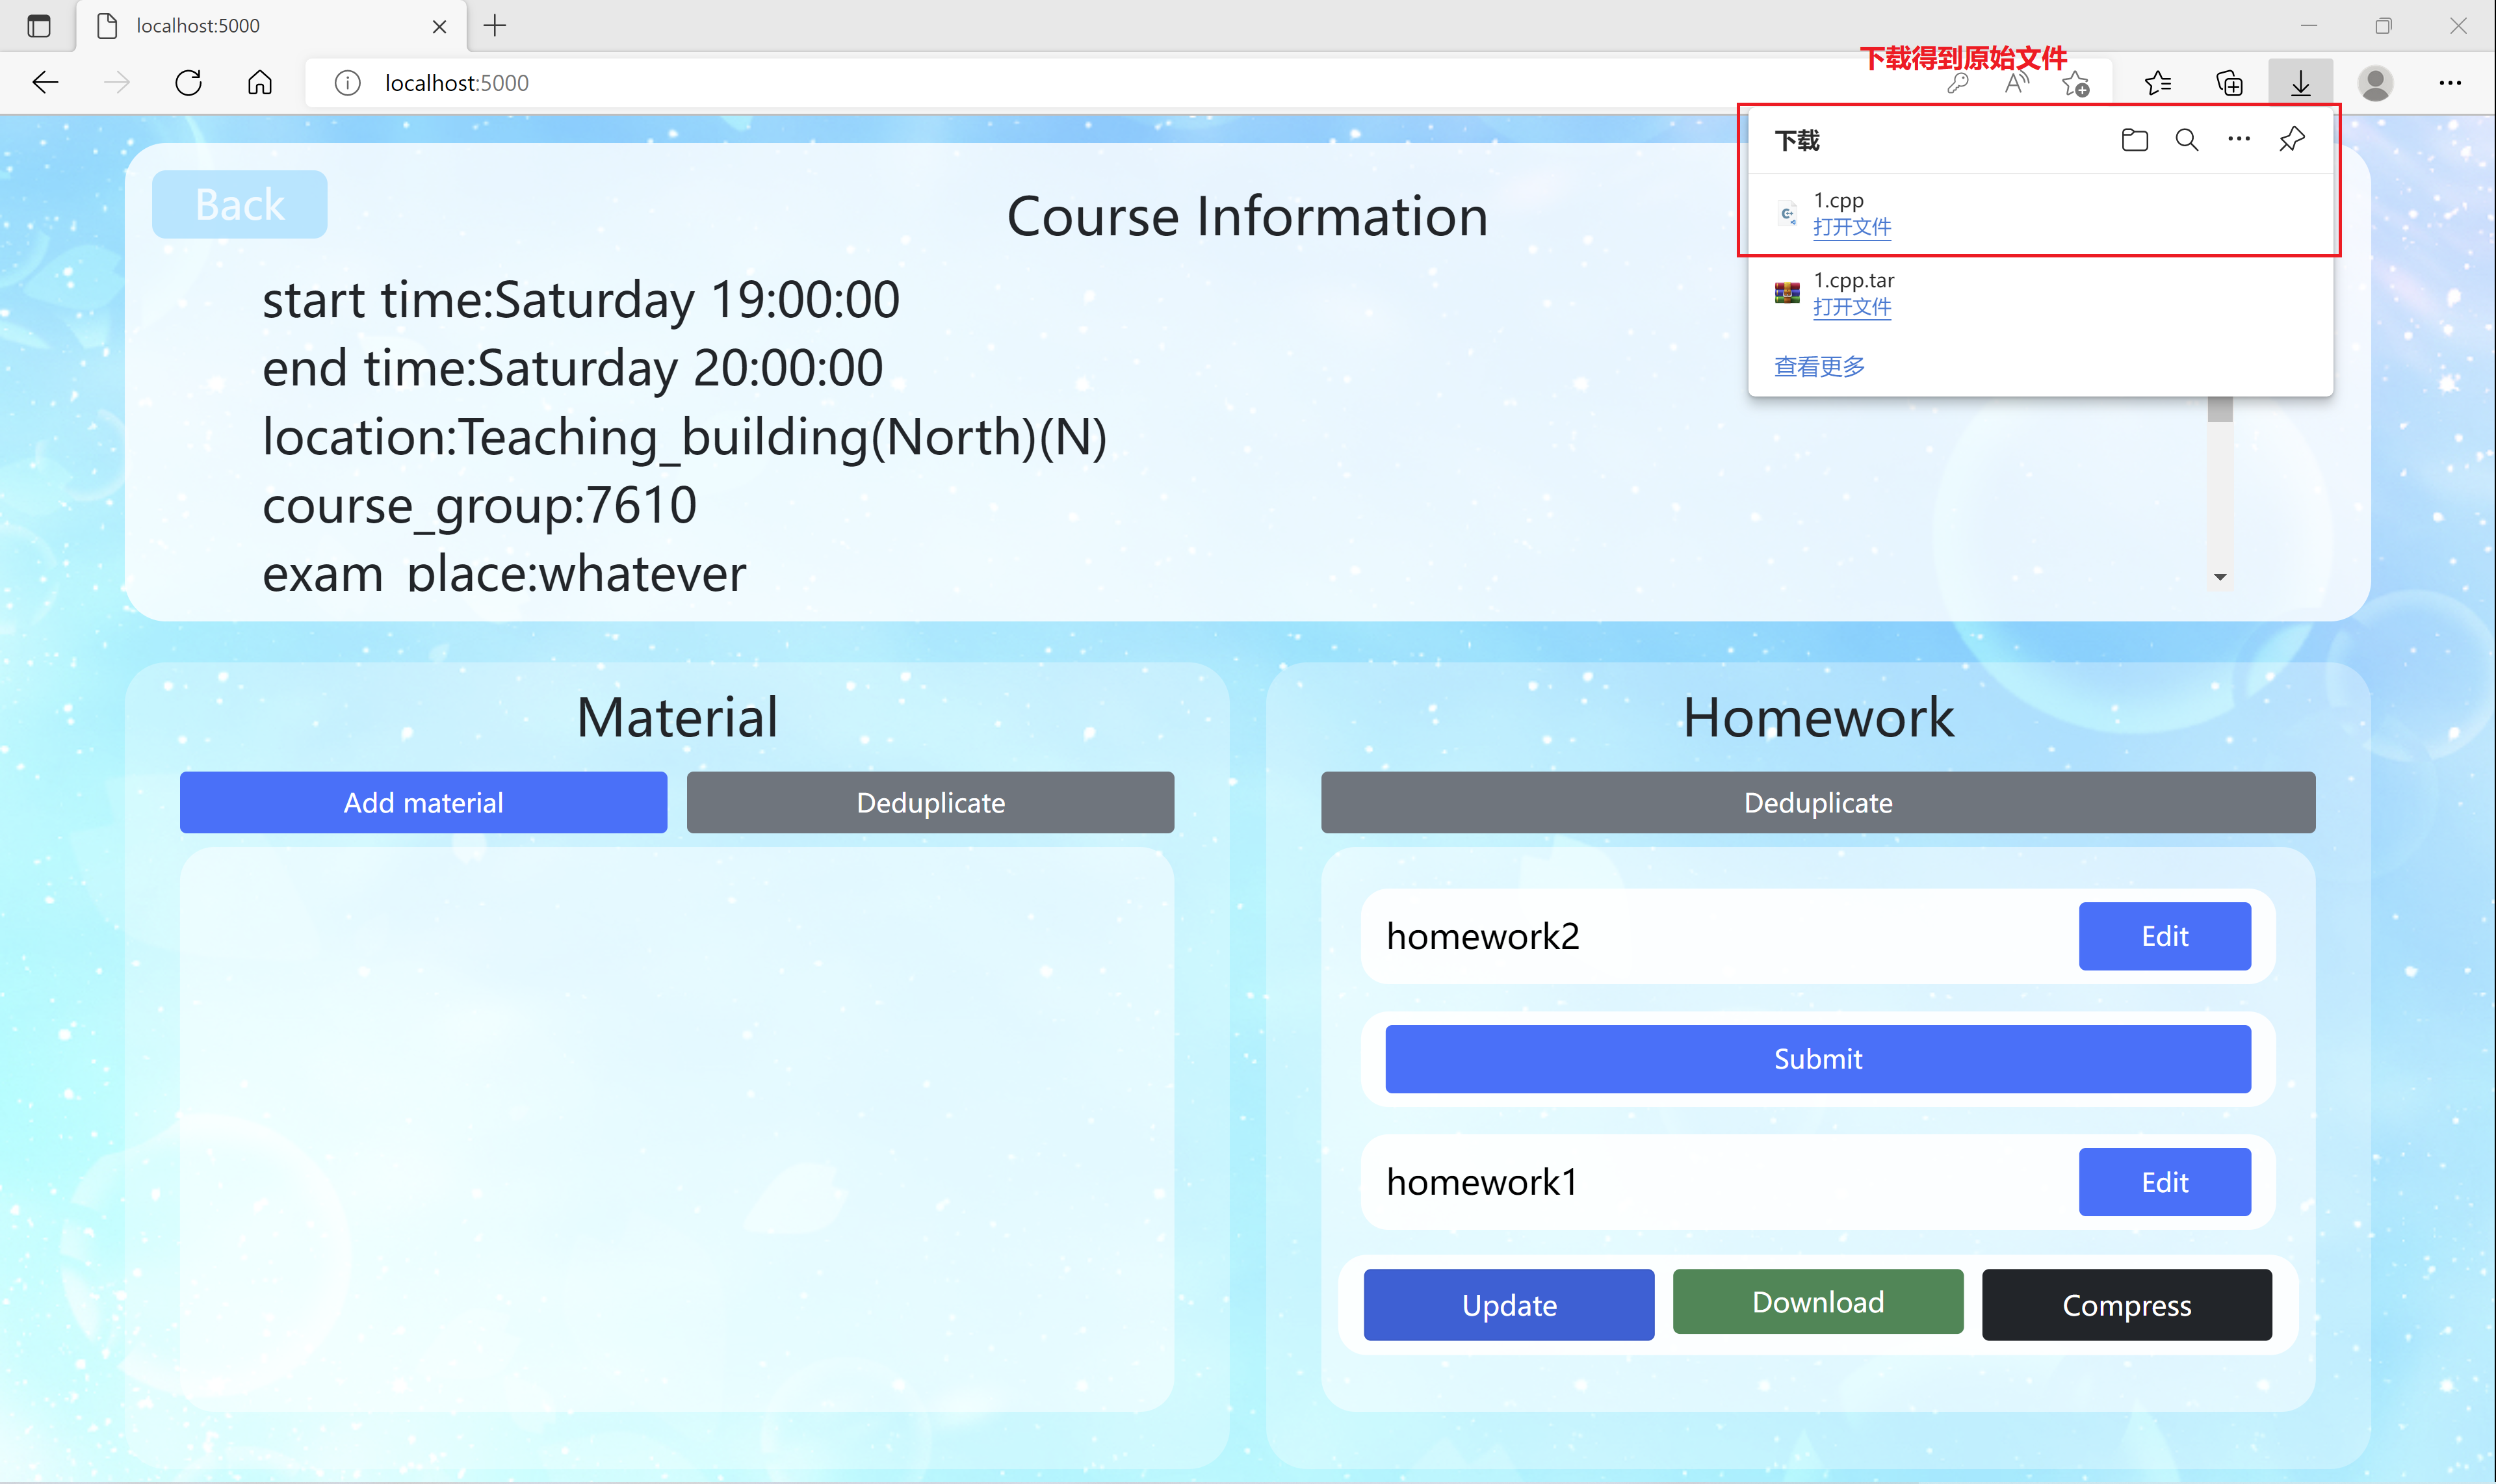 localhost:5000
localhost:5000
下载得到原始文件
下载
1.cpp
打开文件
1.cpp.tar
打开文件
查看更多
Back
Course Information
start time:Saturday 19:00:00
end time:Saturday 20:00:00
location:Teaching_building(North)(N)
course_group:7610
exam_place:whatever
Material
Add material
Deduplicate
Homework
Deduplicate
homework2
Edit
Submit
homework1
Edit
Update
Download
Compress